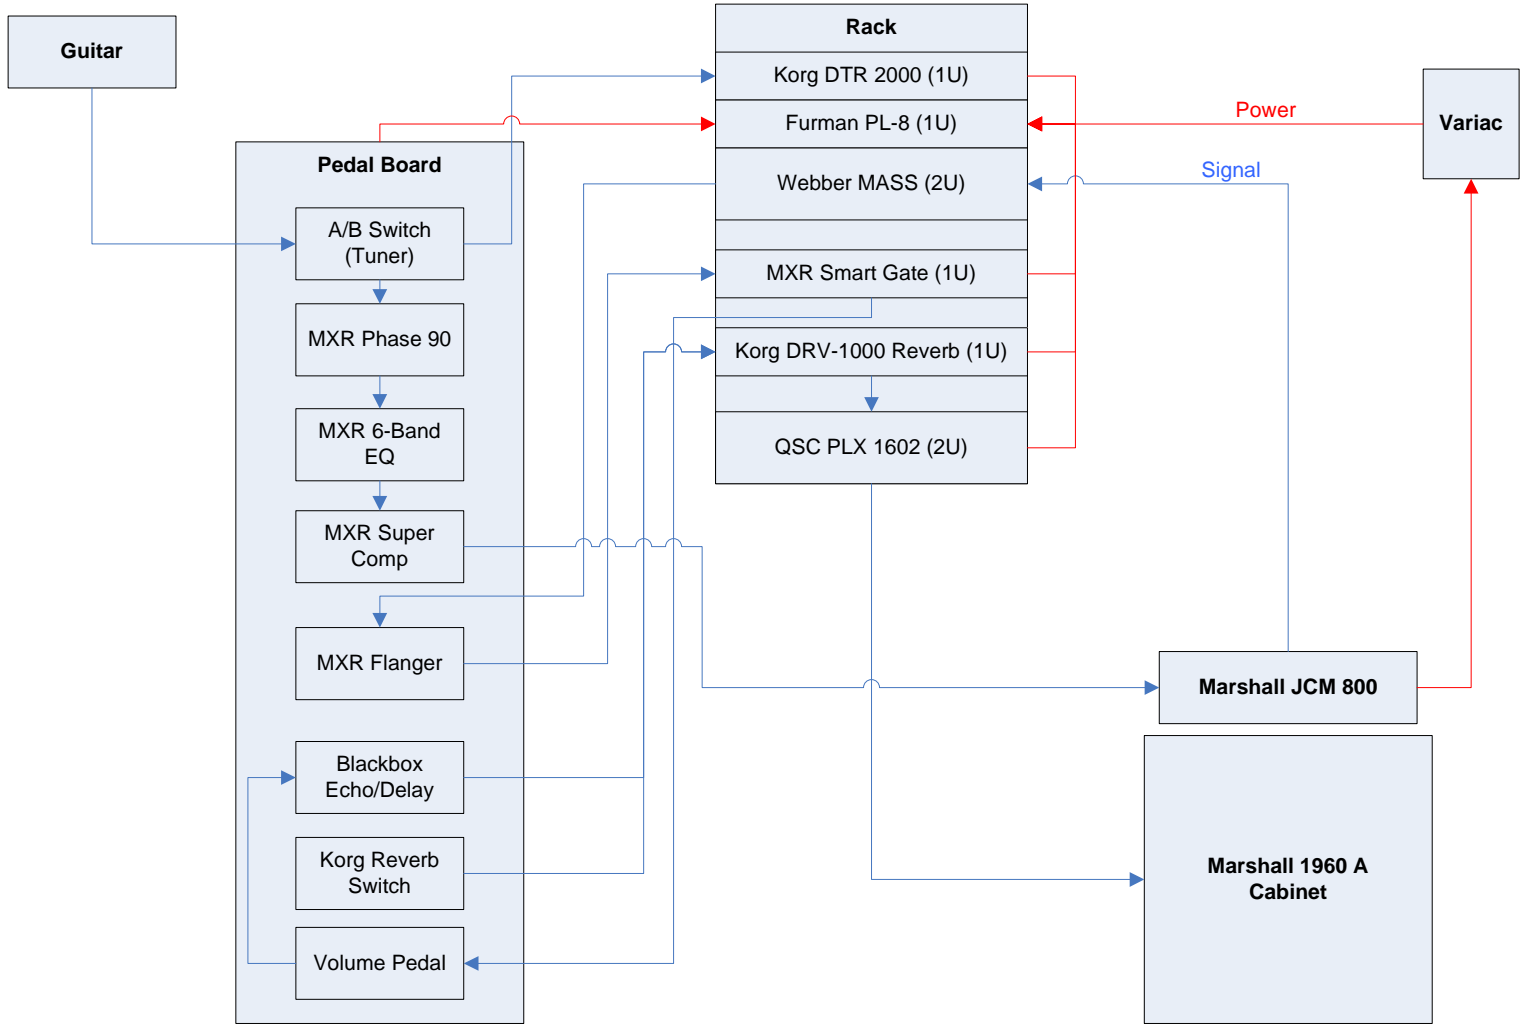 Guitar
Rack
Korg DTR 2000 (1U)
Furman PL-8 (1U)
Power
Variac
Pedal Board
Webber MASS (2U)
Signal
A/B Switch
(Tuner)
MXR Smart Gate (1U)
MXR Phase 90
Korg DRV-1000 Reverb (1U)
MXR 6-Band
EQ
QSC PLX 1602 (2U)
MXR Super
Comp
MXR Flanger
Marshall JCM 800
Blackbox
Echo/Delay
Korg Reverb
Switch
Marshall 1960 A
Cabinet
Volume Pedal